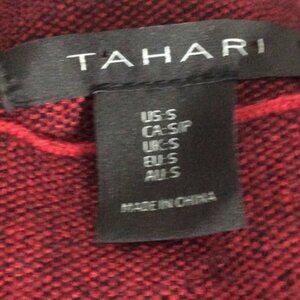 TAHARI
US-S
CA-S/P
UK-S
EU-S
AU-S
MADE IN CHINA